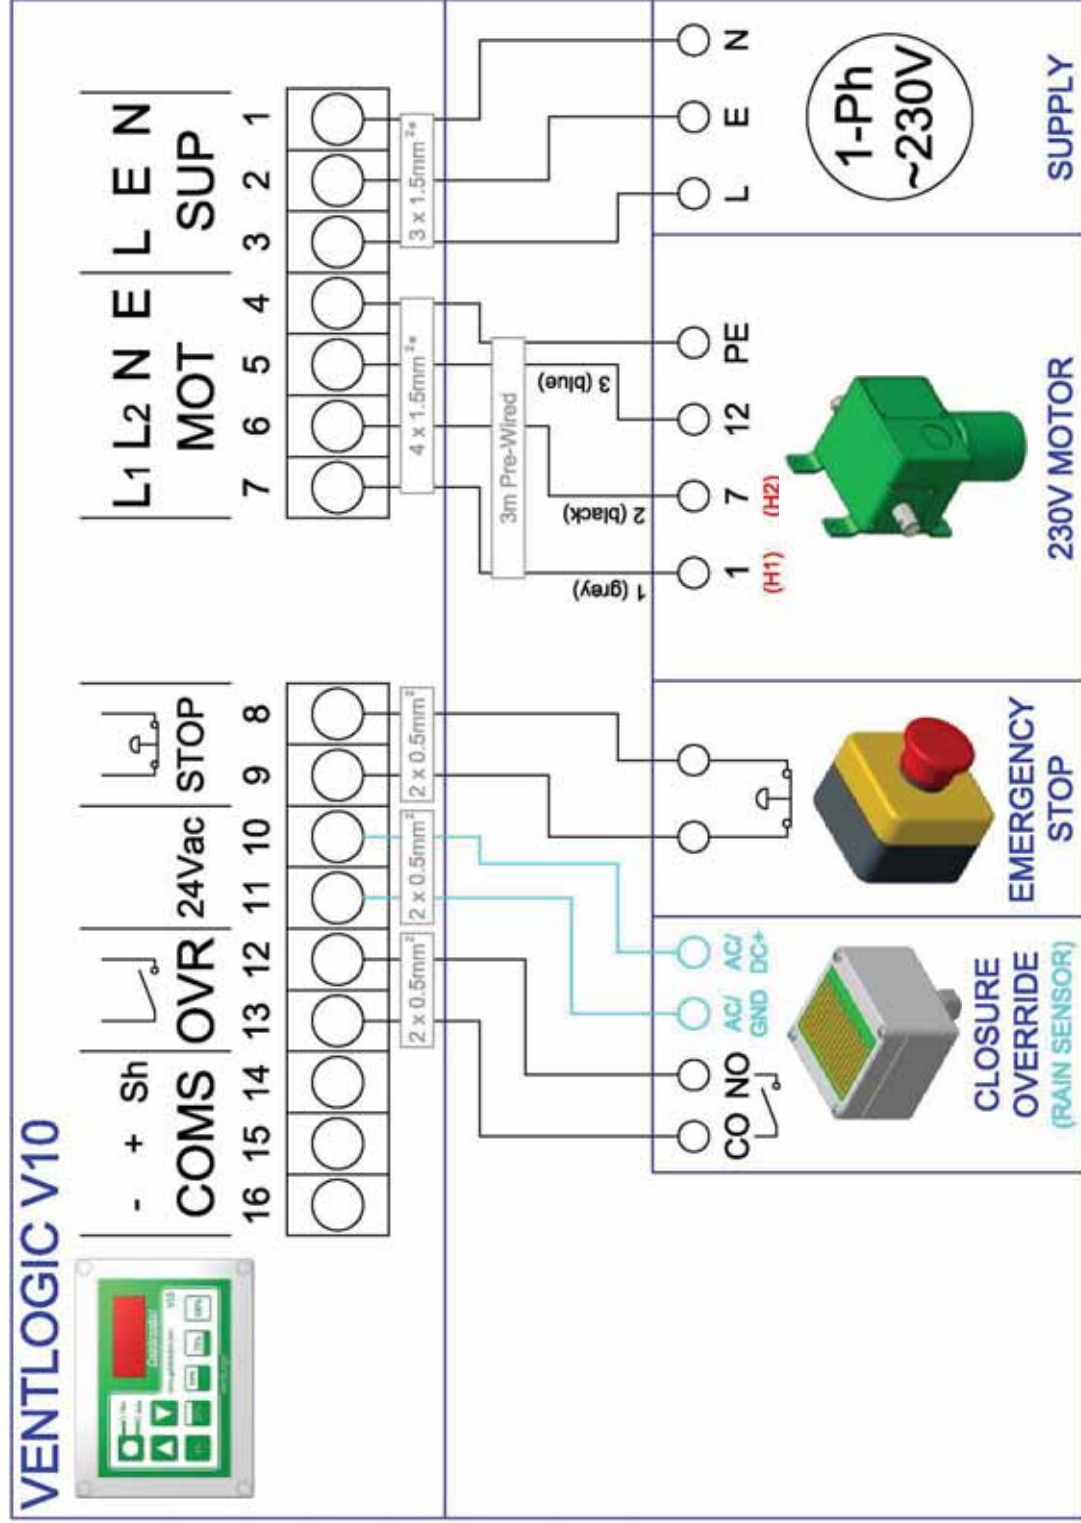 VENTLOGIC V10
- + Sh
COMS OVR 24Vac STOP
L1 L2 N E L E N
MOT SUP
16 15 14 13 12 11 10 9 8 7 6 5 4 3 2 1
2 x 0.5mm² 2 x 0.5mm² 2 x 0.5mm² 4 x 1.5mm²* 3 x 1.5mm²*
3m Pre-Wired
1 (grey)
2 (black)
3 (blue)
CO NO AC/ GND AC/ DC+
1 7 12 PE L E N
(H1) (H2)
1-Ph
~230V
CLOSURE
OVERRIDE
(RAIN SENSOR)
EMERGENCY
STOP
230V MOTOR
SUPPLY